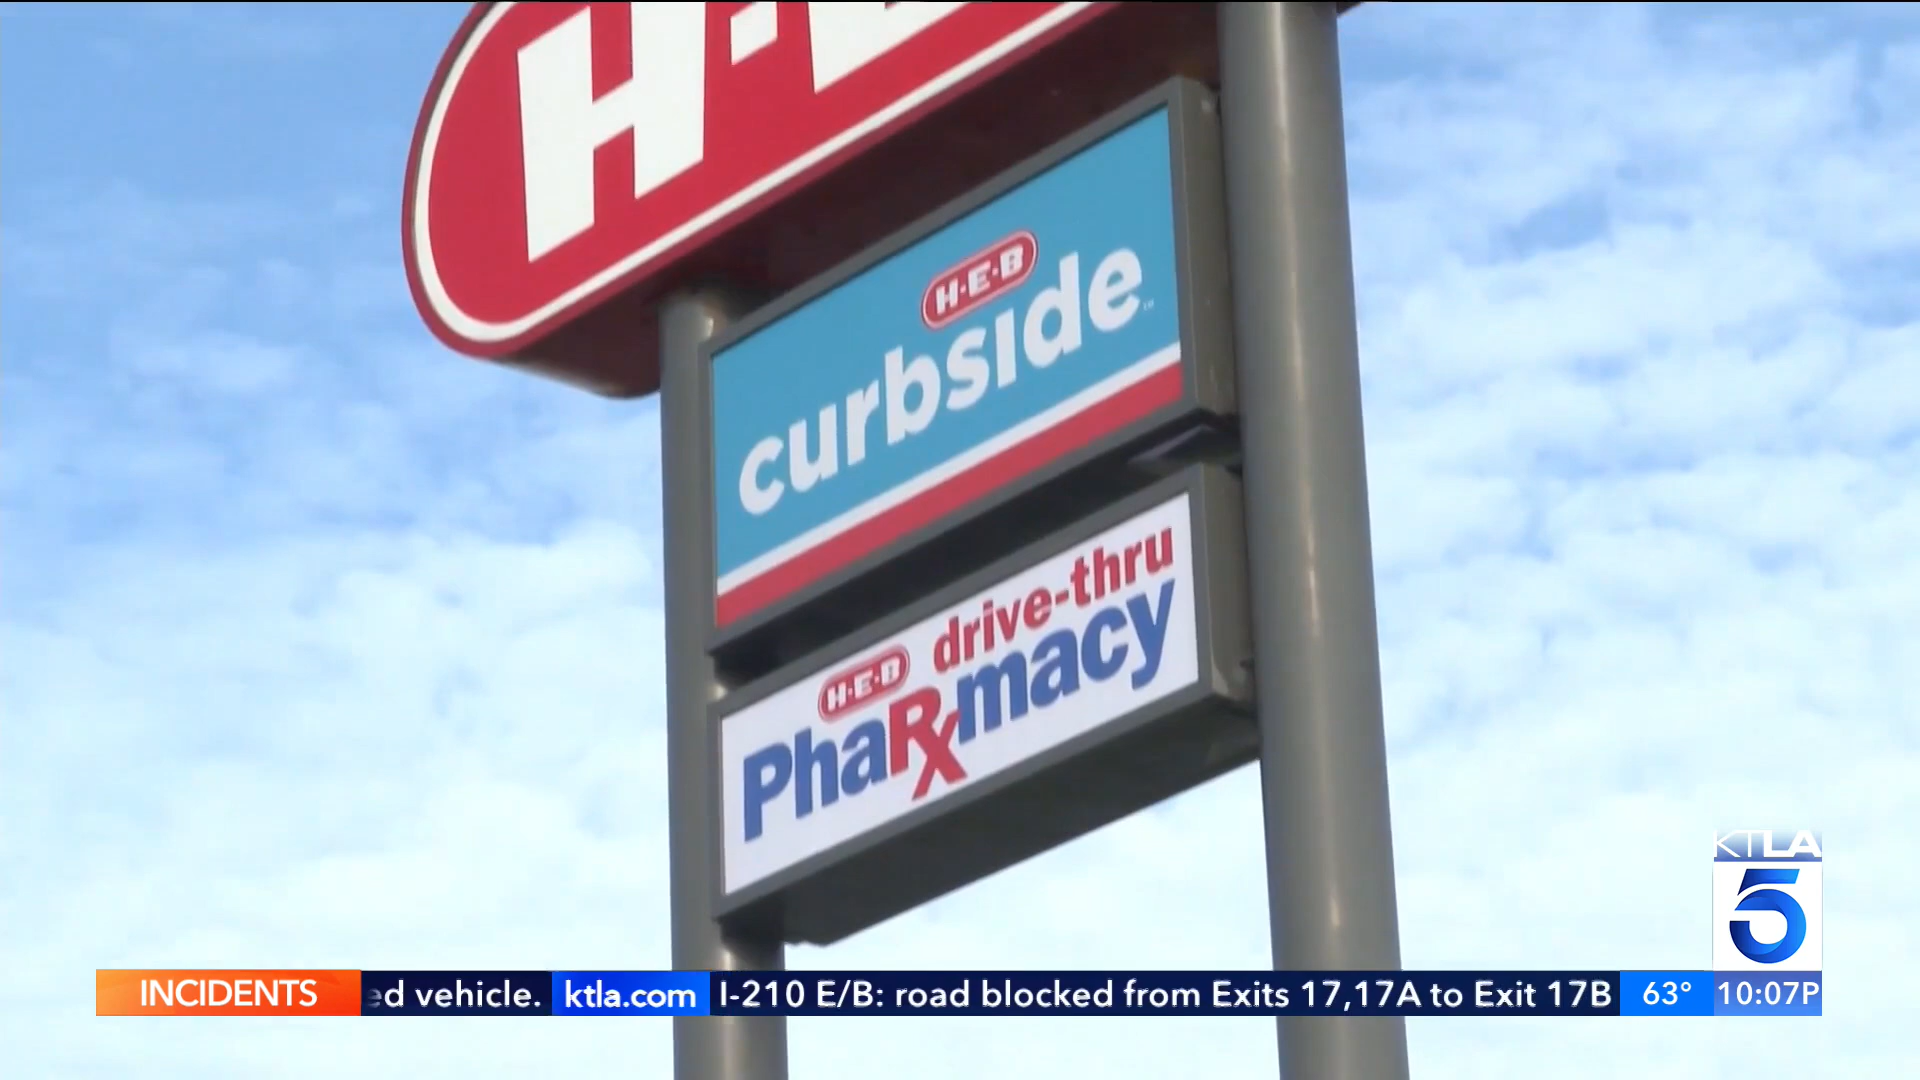 H-E-B
H-E-B
curbside
H-E-B drive-thru
PhaRxmacy
KTLA
5
INCIDENTS ed vehicle. ktla.com I-210 E/B: road blocked from Exits 17,17A to Exit 17B 63° 10:07P